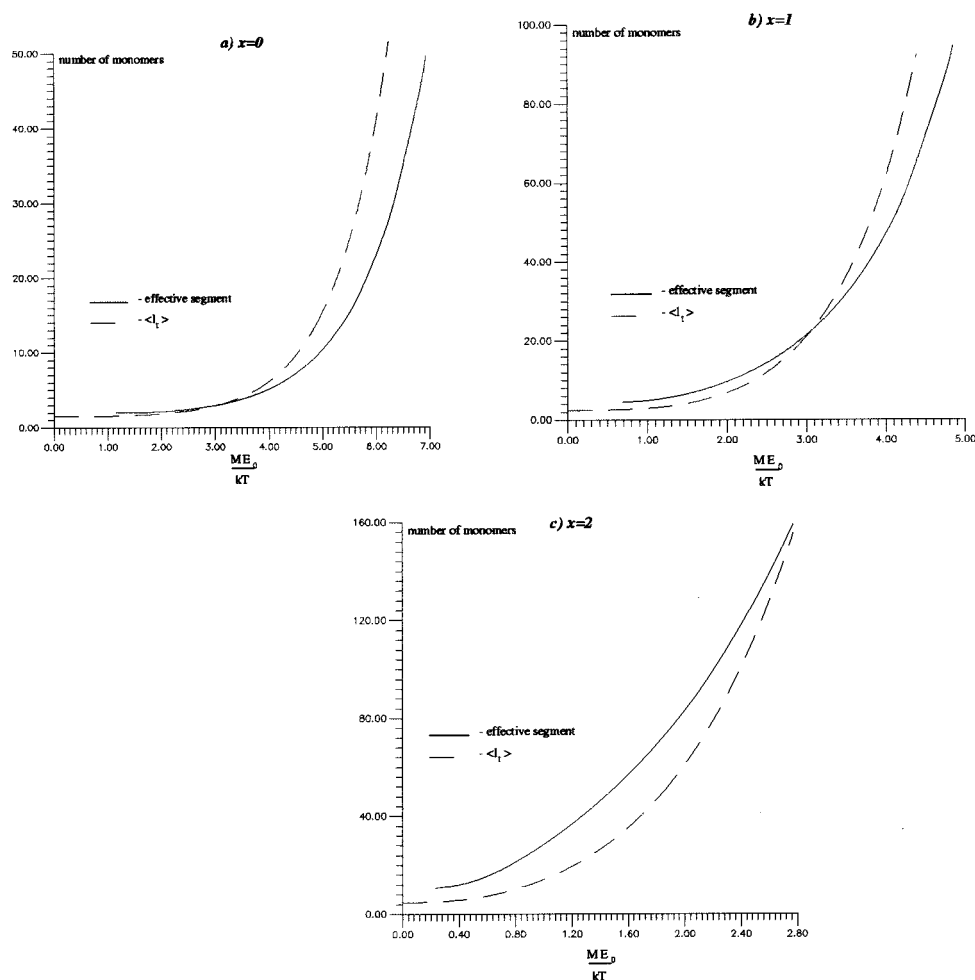 a) x=0
number of monomers
50.00
40.00
30.00
20.00
10.00
0.00
- effective segment
- <l_t>
0.00 1.00 2.00 3.00 4.00 5.00 6.00 7.00
ME_0
kT
b) x=1
100.00
number of monomers
80.00
60.00
40.00
20.00
0.00
- effective segment
- <l_t>
0.00 1.00 2.00 3.00 4.00 5.00
ME_0
kT
c) x=2
160.00
number of monomers
120.00
80.00
40.00
0.00
- effective segment
- <l_t>
0.00 0.40 0.80 1.20 1.60 2.00 2.40 2.80
ME_0
kT